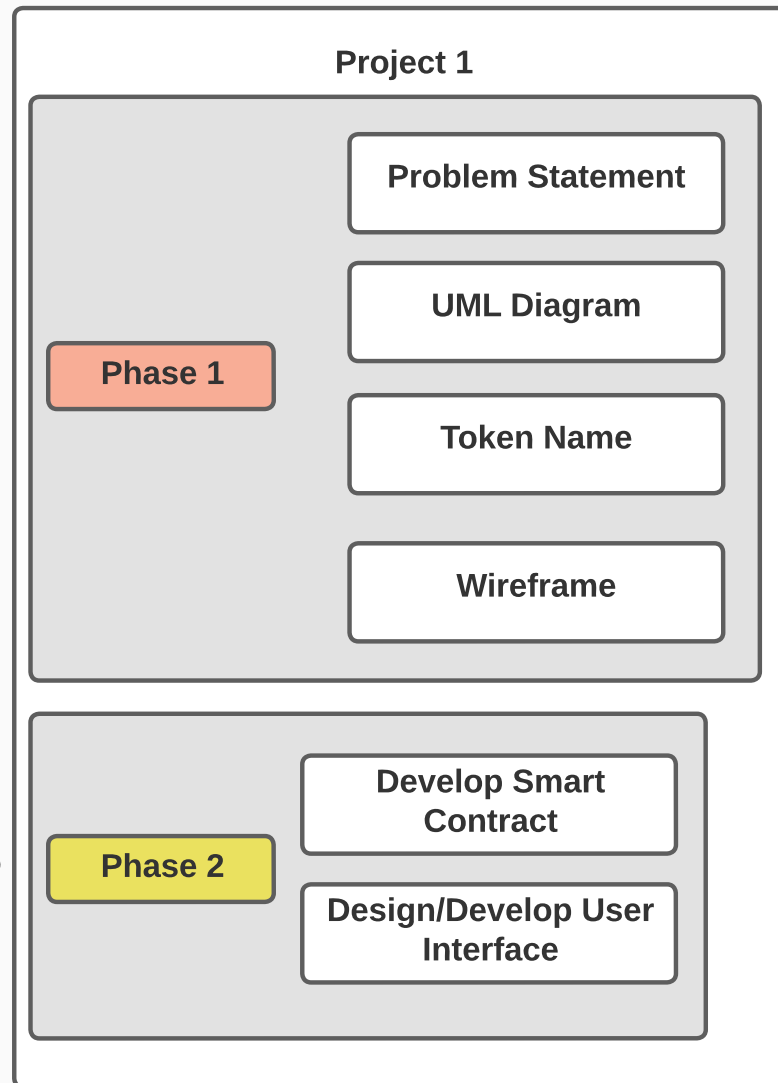 Project 1
Problem Statement
UML Diagram
Phase 1
Token Name
Wireframe
Develop Smart
Contract
Phase 2
Design/Develop User
Interface